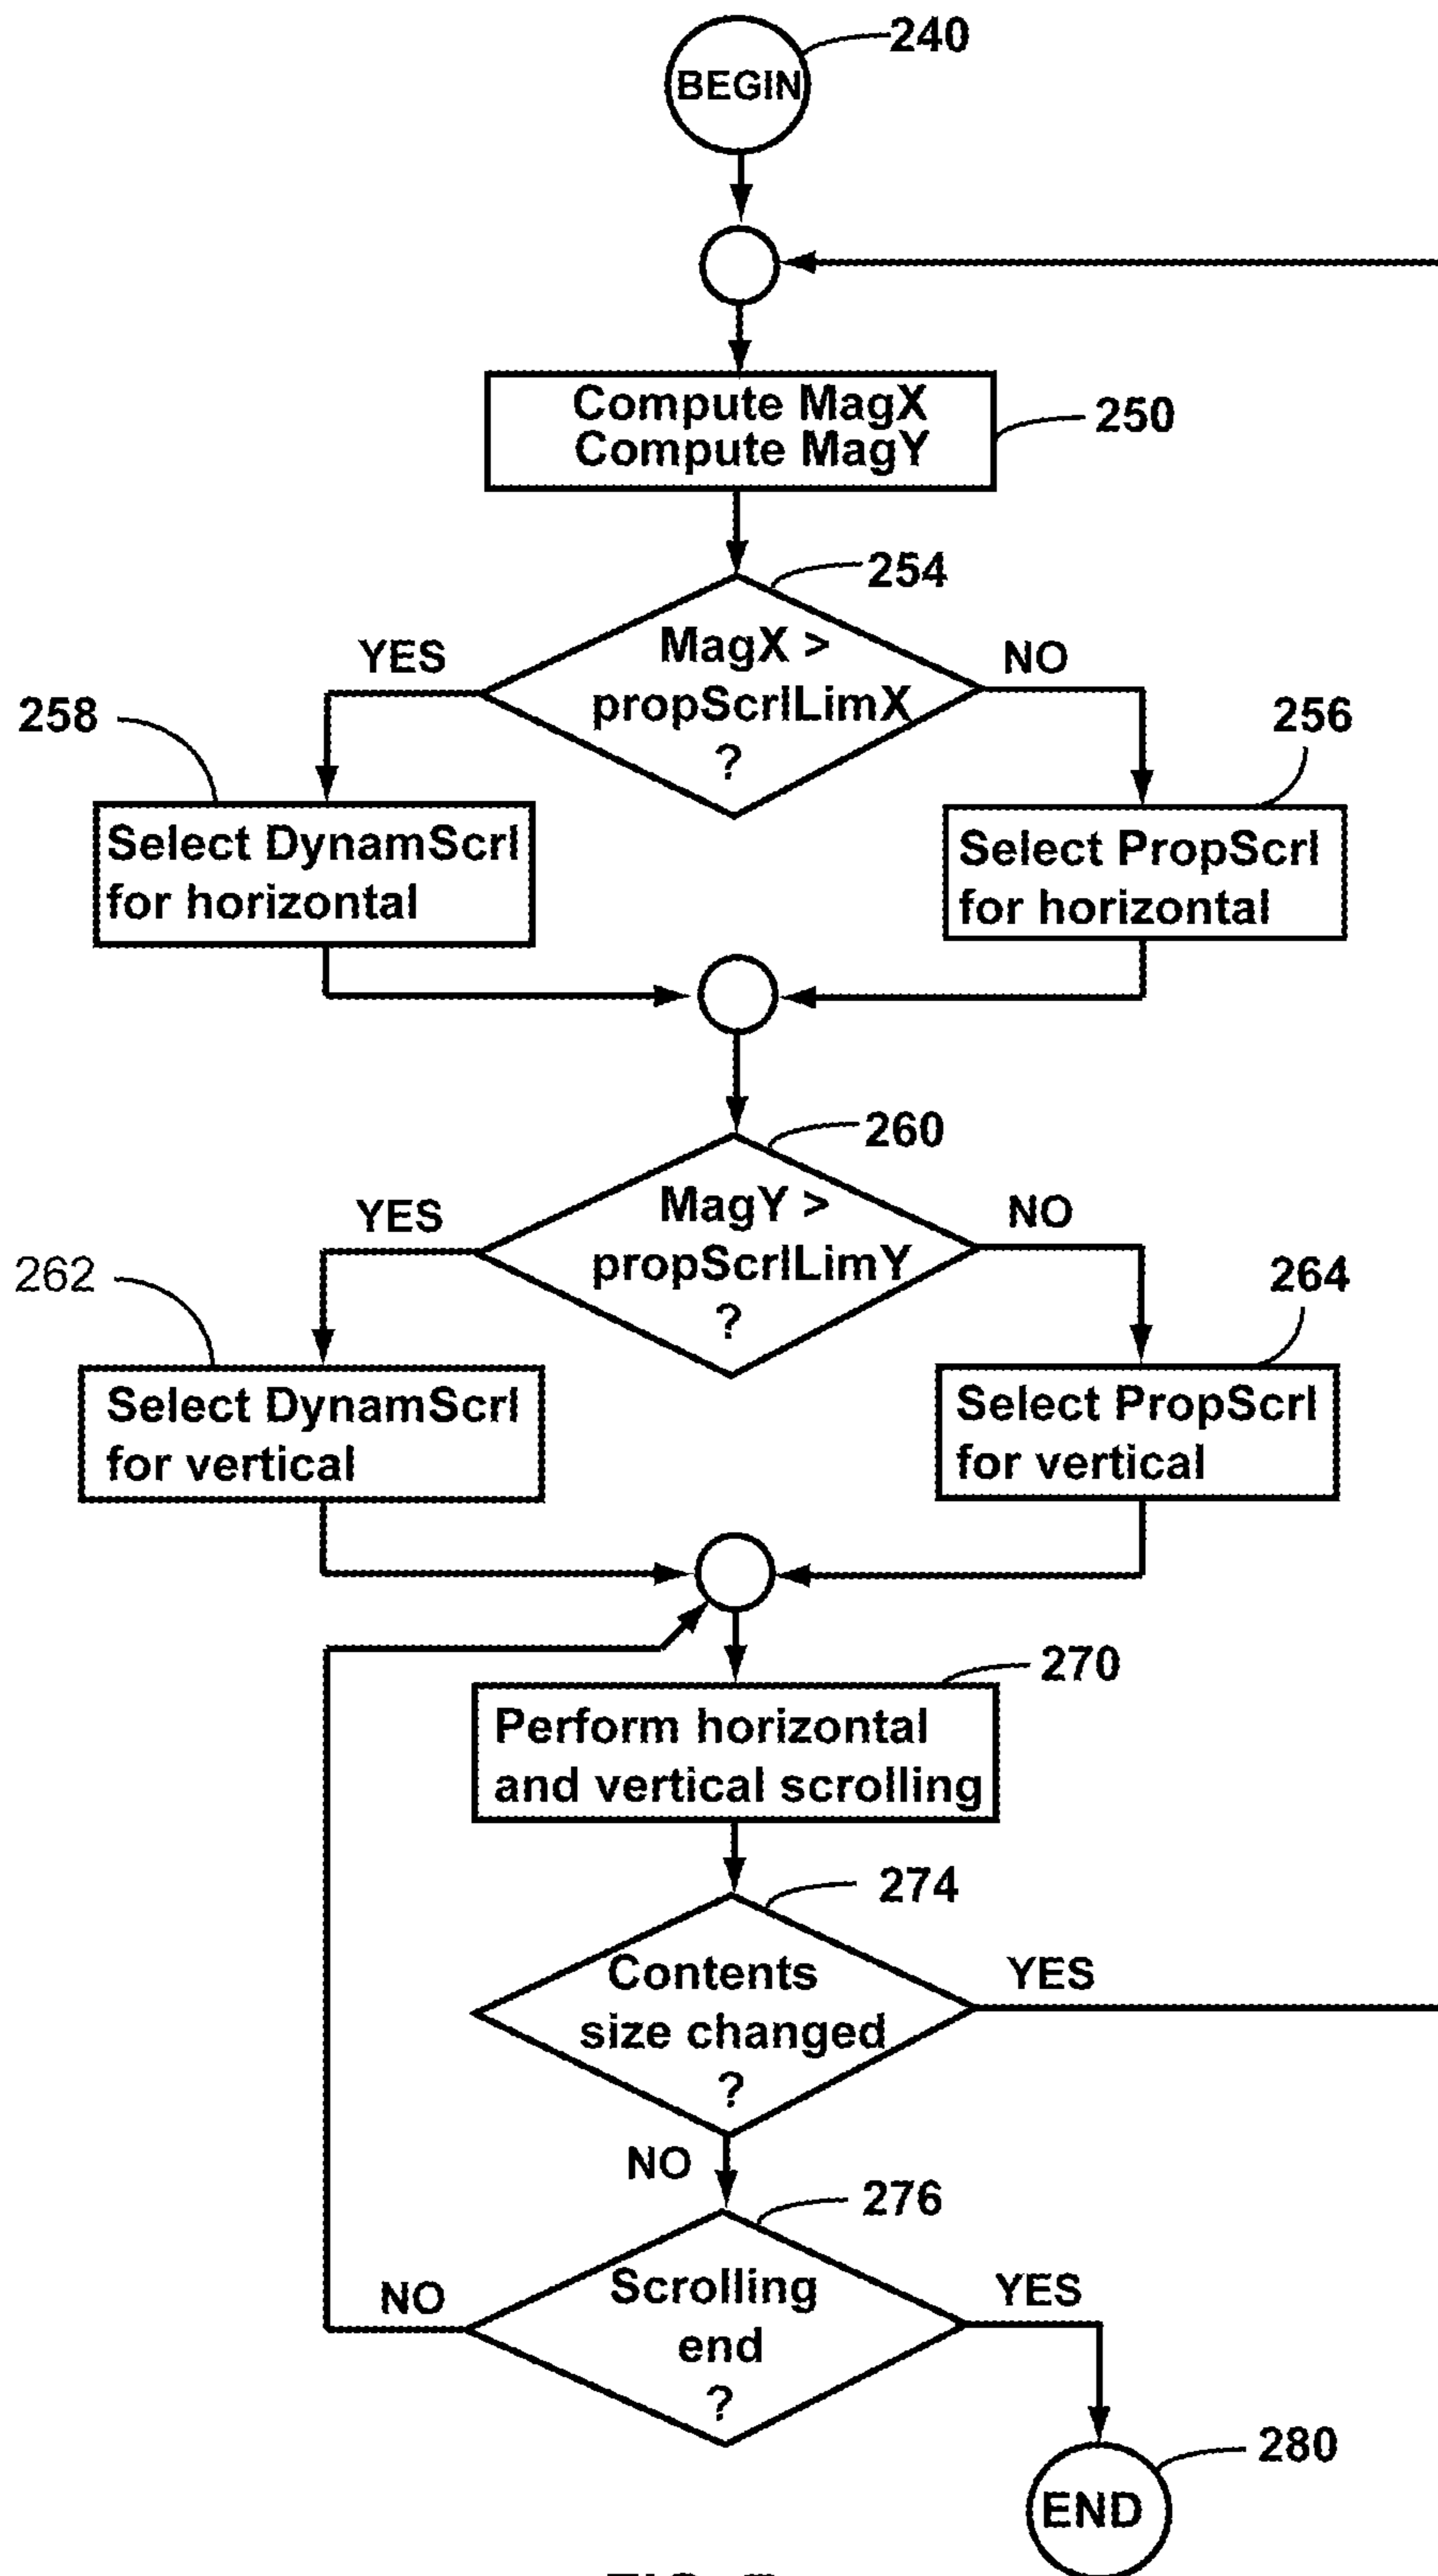 240
BEGIN
Compute MagX
Compute MagY
250
254
YES
MagX >
propScrlLimX
?
NO
258
256
Select DynamScrl
for horizontal
Select PropScrl
for horizontal
260
YES
MagY >
propScrlLimY
?
NO
262
264
Select DynamScrl
for vertical
Select PropScrl
for vertical
270
Perform horizontal
and vertical scrolling
274
Contents
size changed
?
YES
NO
276
NO
Scrolling
end
?
YES
280
END